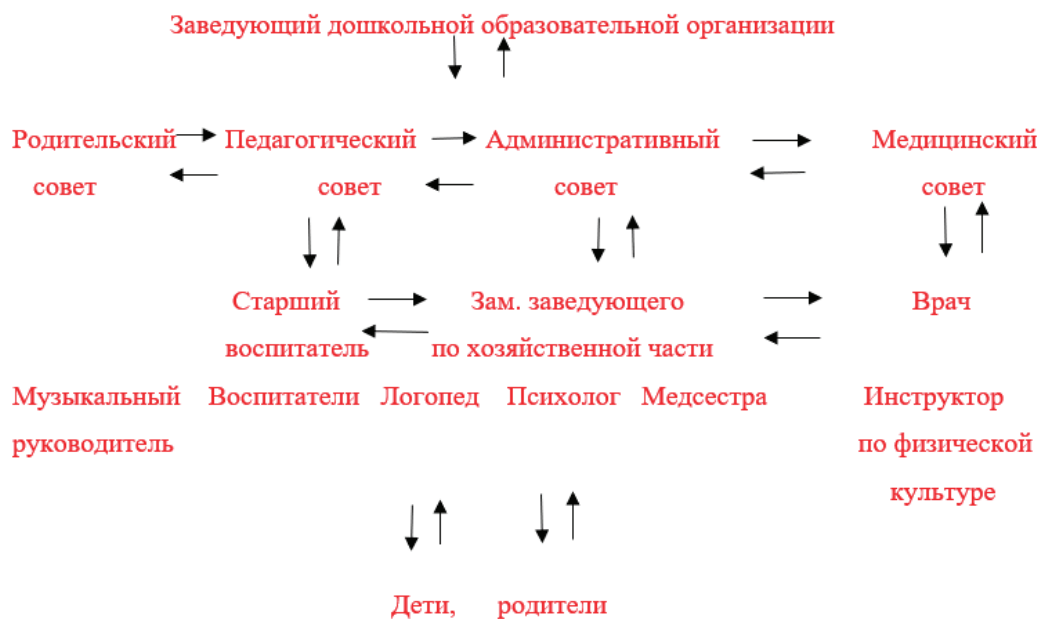 Заведующий дошкольной образовательной организации
Родительский Педагогический Административный Медицинский
совет совет совет совет
Старший Зам. заведующего Врач
воспитатель по хозяйственной части
Музыкальный Воспитатели Логопед Психолог Медсестра Инструктор
руководитель по физической
культуре
Дети, родители